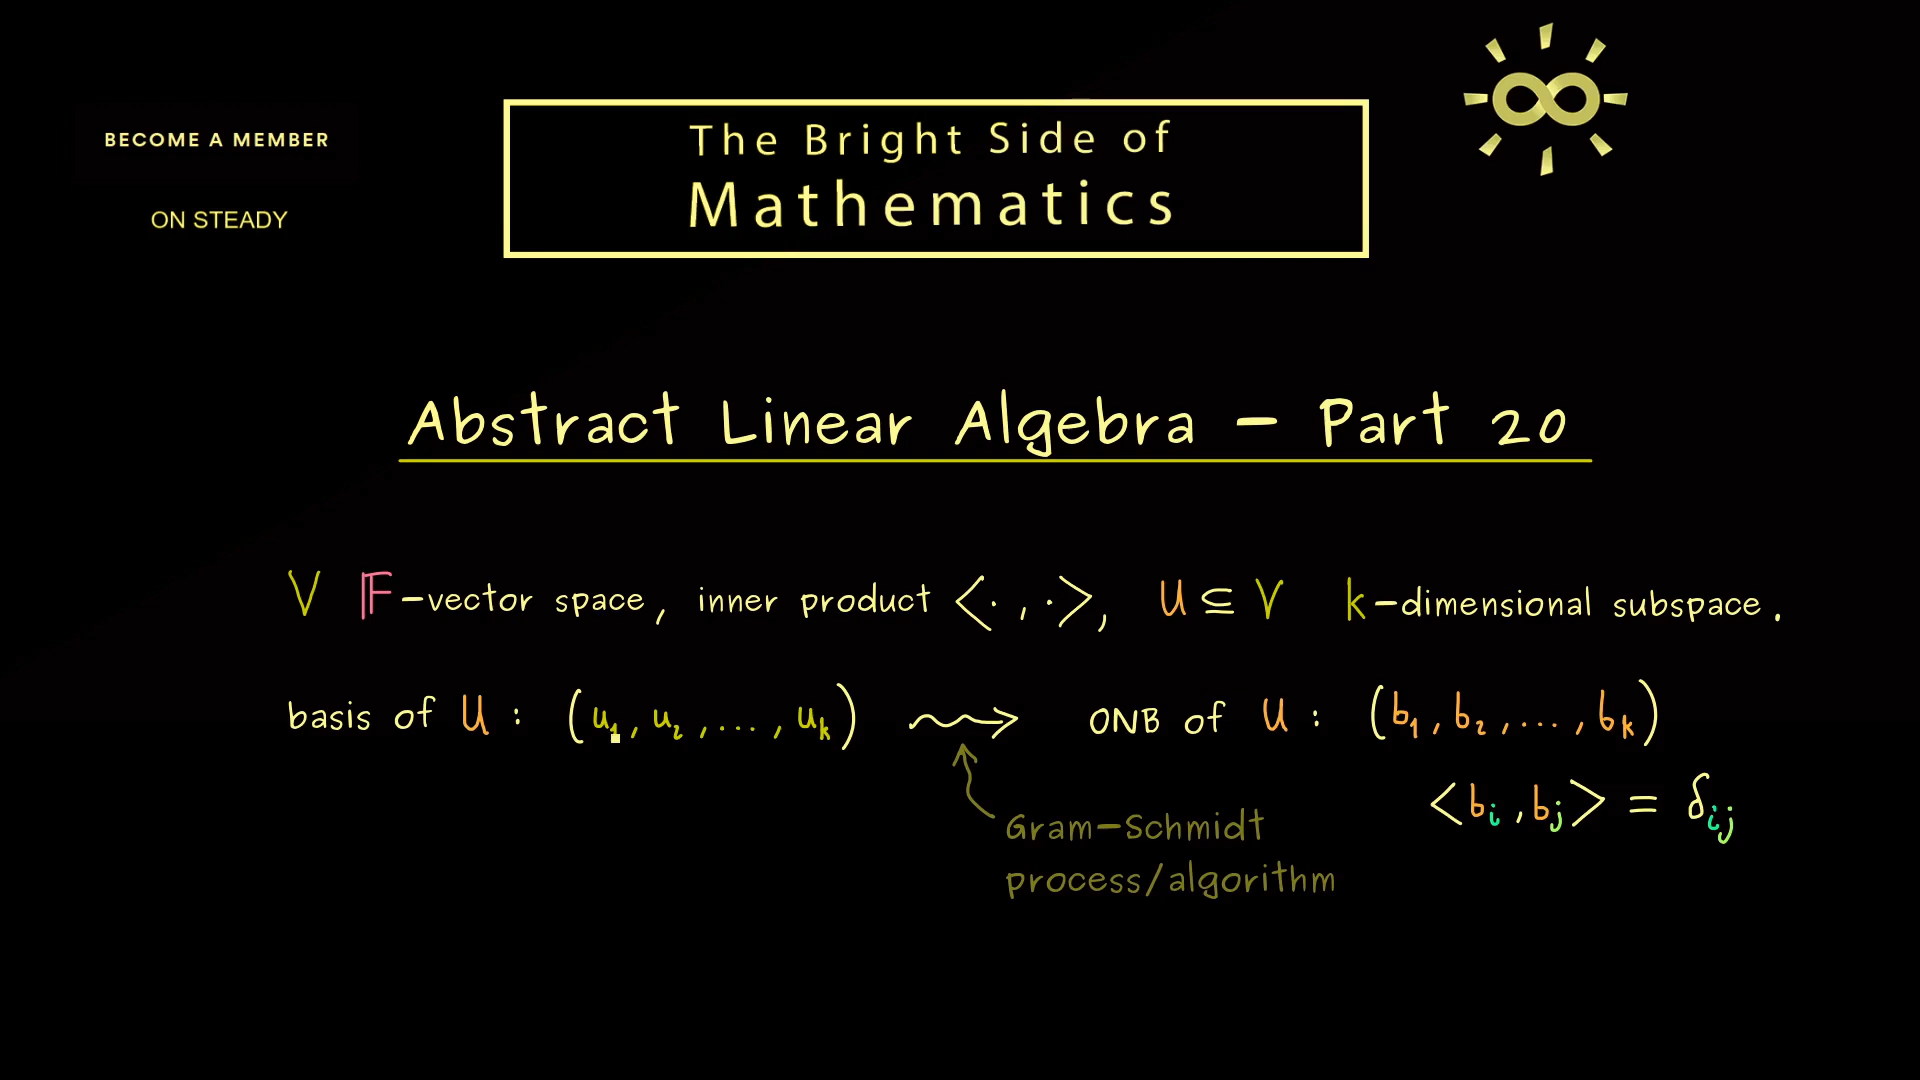 BECOME A MEMBER
ON STEADY
The Bright Side of
Mathematics
Abstract Linear Algebra – Part 20
V 𝔽-vector space, inner product <·,·>, U ⊆ V k-dimensional subspace.
basis of U : (u₁, u₂, ..., uₖ) ⟿ ONB of U : (b₁, b₂, ..., bₖ)
<bᵢ, bⱼ> = δᵢⱼ
Gram-Schmidt
process/algorithm